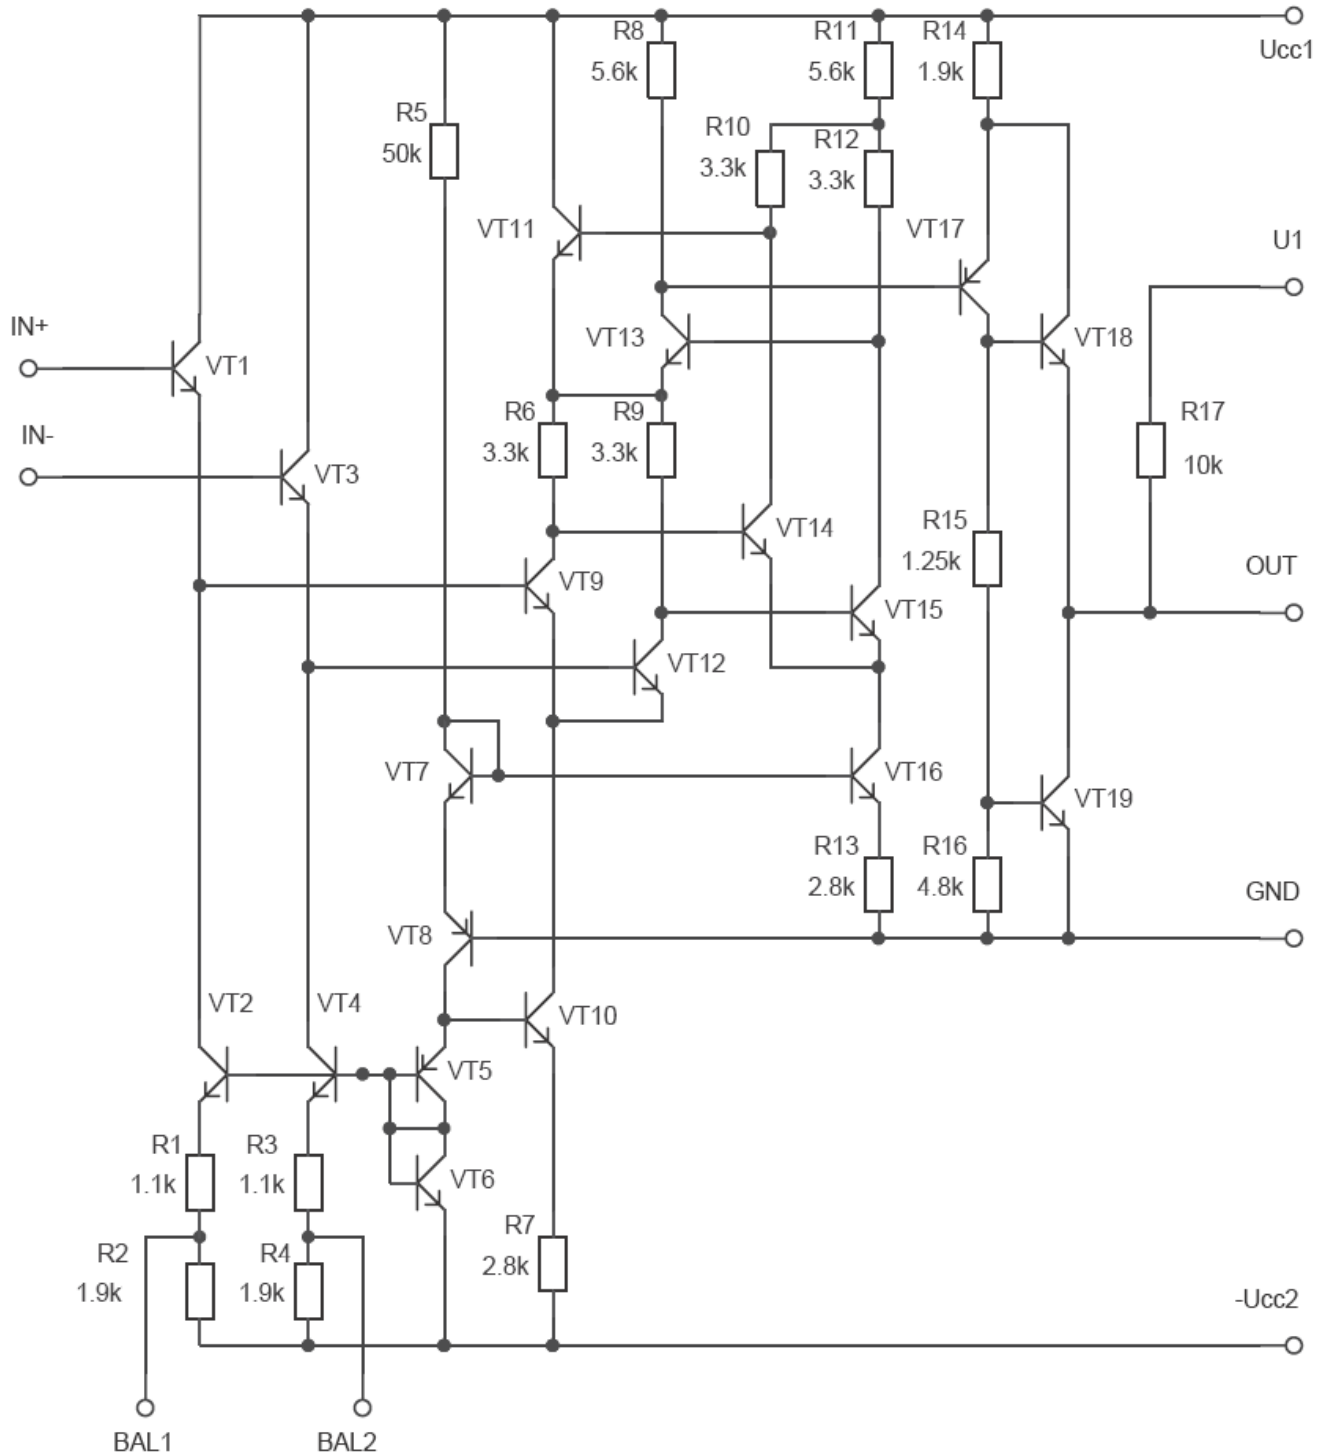 R8
5.6k
R11
5.6k
R14
1.9k
Ucc1
R5
50k
R10
3.3k
R12
3.3k
VT11
VT17
U1
IN+
VT1
VT13
VT18
IN-
VT3
R6
3.3k
R9
3.3k
R17
10k
VT14
R15
1.25k
VT9
OUT
VT15
VT12
VT7
VT16
VT19
R13
2.8k
R16
4.8k
GND
VT8
VT2
VT4
VT10
VT5
R1
1.1k
R3
1.1k
VT6
R7
2.8k
R2
1.9k
R4
1.9k
-Ucc2
BAL1
BAL2